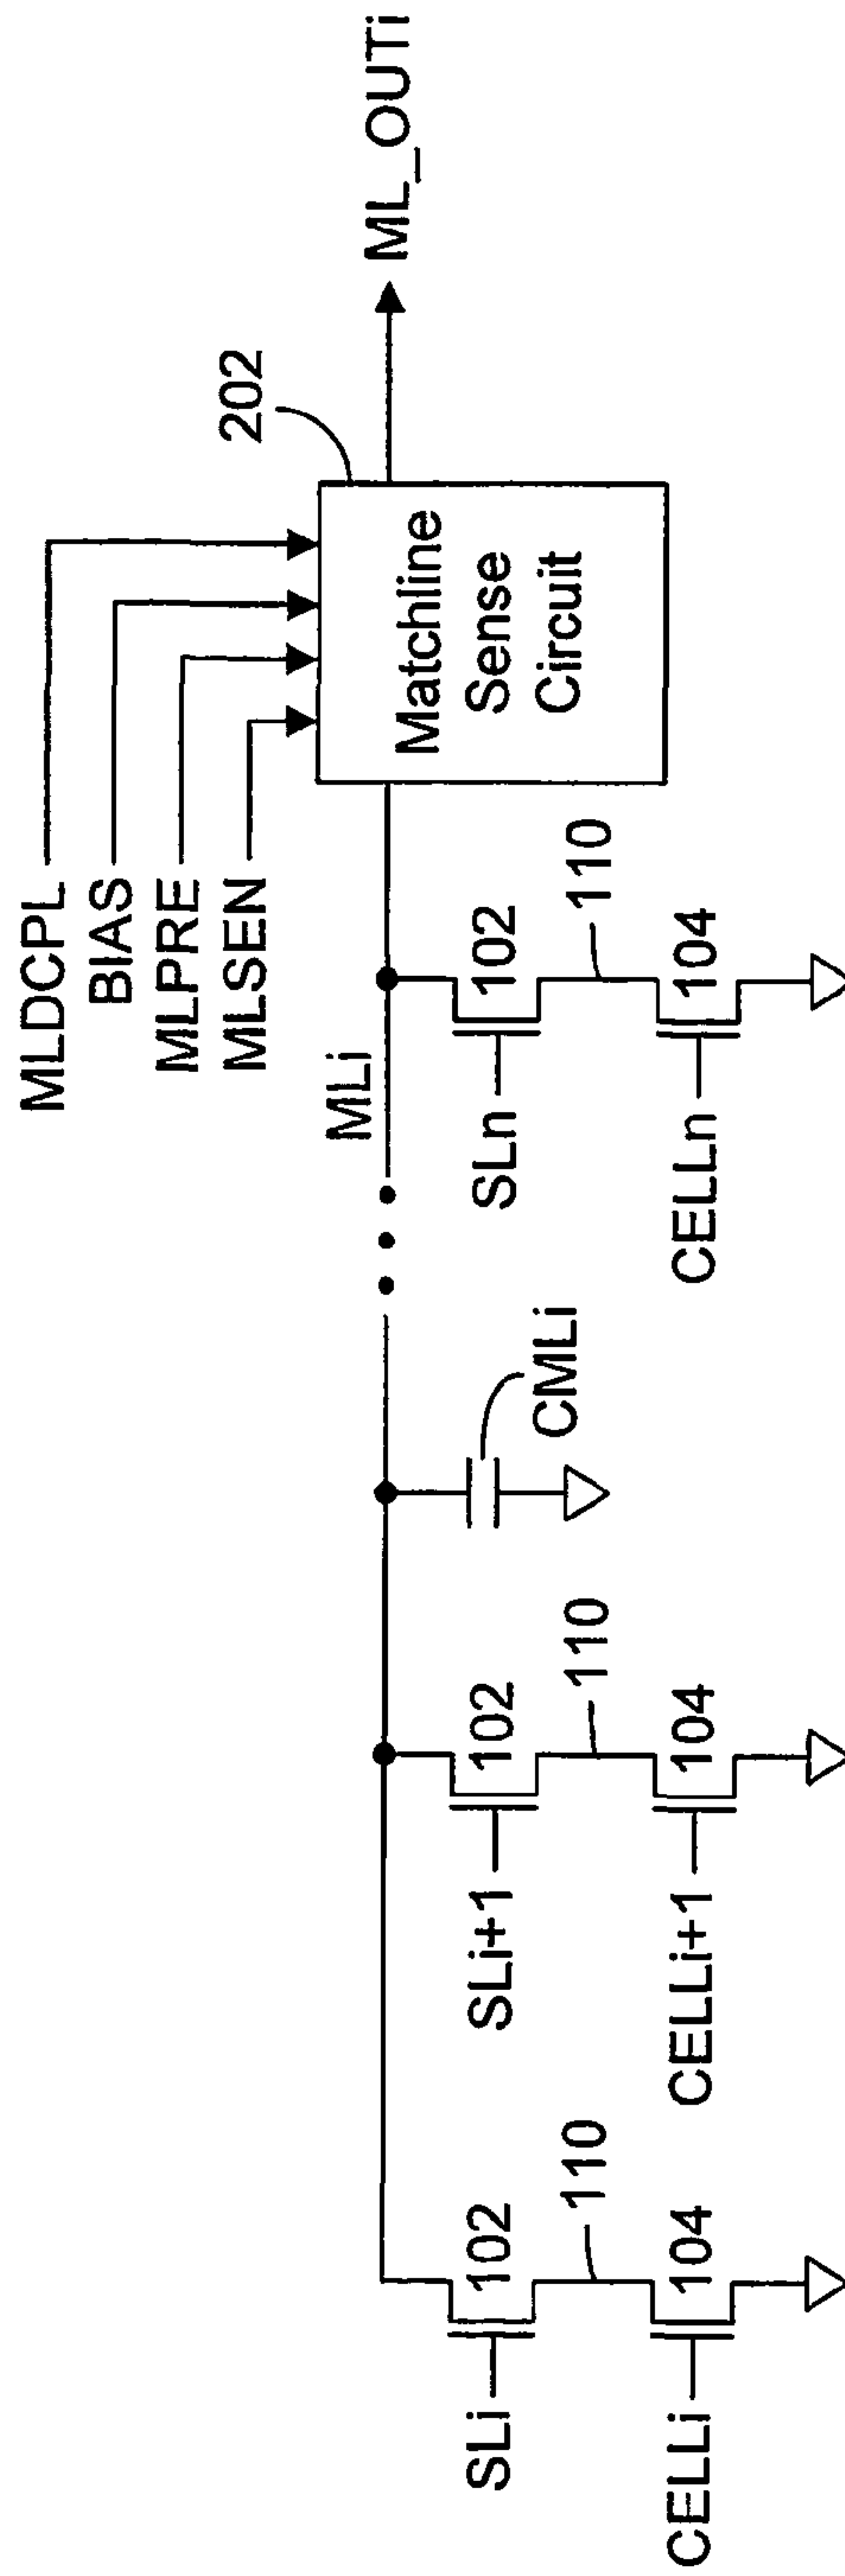 MLDCPL
BIAS
MLPRE
MLSEN
202
MLi
Matchline
Sense
Circuit
ML_OUTi
SLi
102
110
CELLi
104
SLi+1
102
110
CELLi+1
104
CMLi
SLn
102
110
CELLn
104